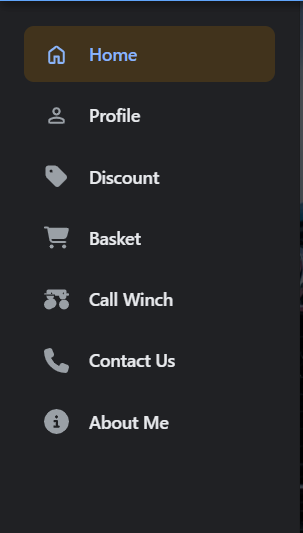 Home
Profile
Discount
Basket
Call Winch
Contact Us
About Me